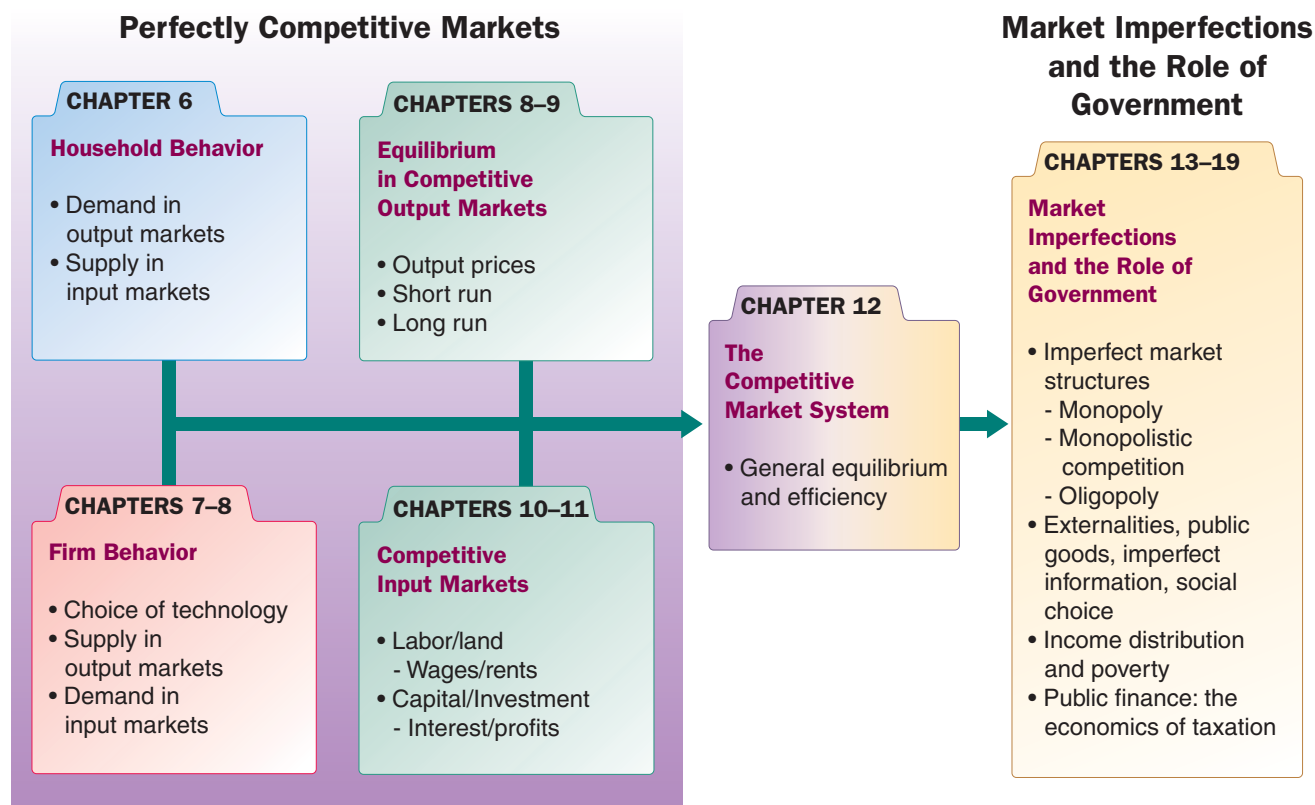 Perfectly Competitive Markets
CHAPTER 6
Household Behavior
• Demand in
output markets
• Supply in
input markets
CHAPTERS 8–9
Equilibrium
in Competitive
Output Markets
• Output prices
• Short run
• Long run
CHAPTERS 7–8
Firm Behavior
• Choice of technology
• Supply in
output markets
• Demand in
input markets
CHAPTERS 10–11
Competitive
Input Markets
• Labor/land
- Wages/rents
• Capital/Investment
- Interest/profits
CHAPTER 12
The
Competitive
Market System
• General equilibrium
and efficiency
Market Imperfections
and the Role of
Government
CHAPTERS 13–19
Market
Imperfections
and the Role of
Government
• Imperfect market
structures
- Monopoly
- Monopolistic
competition
- Oligopoly
• Externalities, public
goods, imperfect
information, social
choice
• Income distribution
and poverty
• Public finance: the
economics of taxation